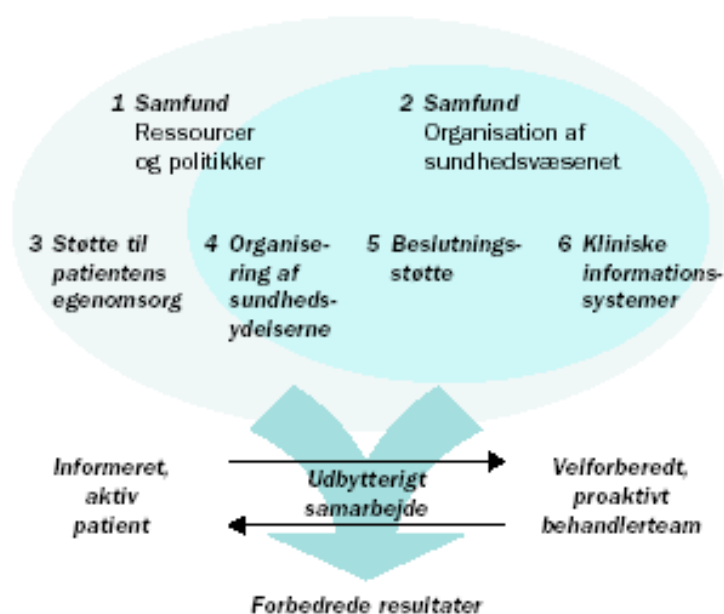 1 Samfund
Ressourcer
og politikker
2 Samfund
Organisation af
sundhedsvæsenet
3 Støtte til
patientens
egenomsorg
4 Organise-
ring af
sundheds-
ydelserne
5 Beslutnings-
støtte
6 Kliniske
informations-
systemer
Informeret,
aktiv
patient
Udbytterigt
samarbejde
Velforberedt,
proaktivt
behandlerteam
Forbedrede resultater